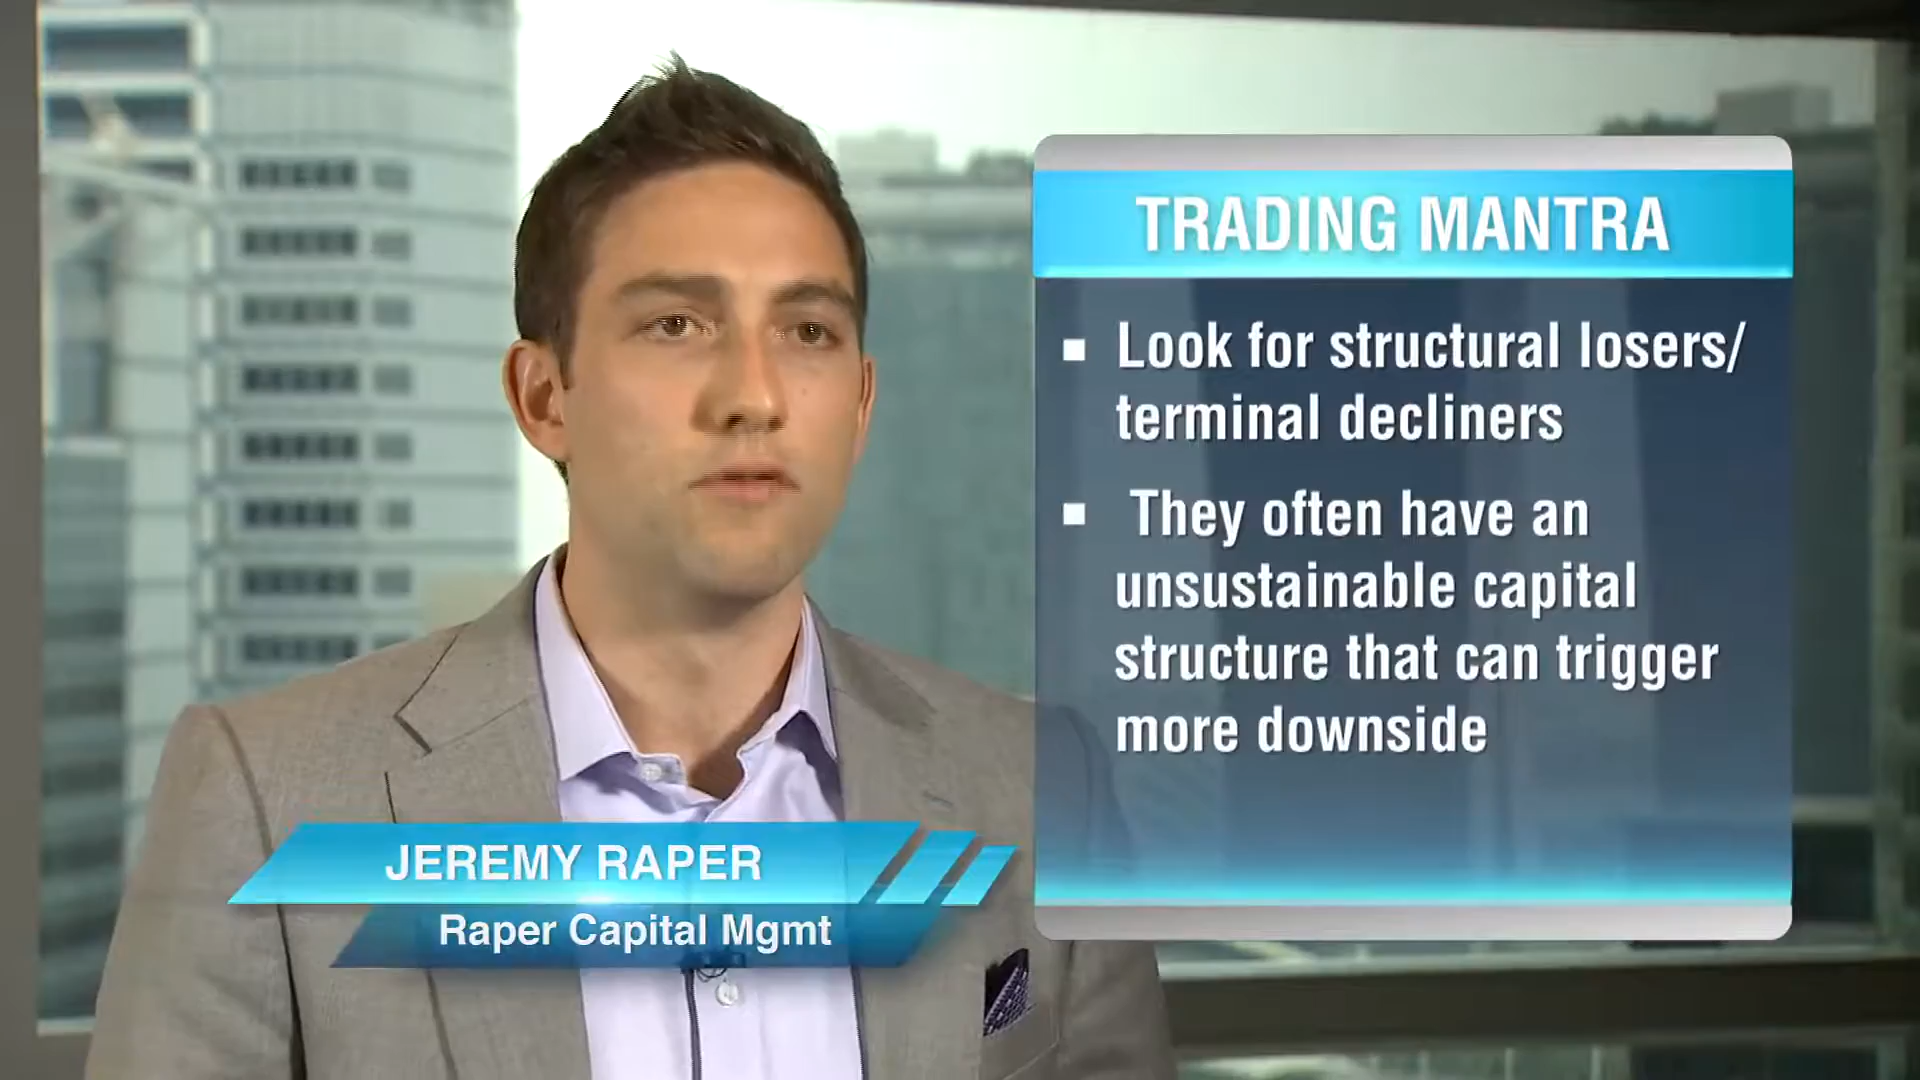 TRADING MANTRA
▪ Look for structural losers/
terminal decliners
▪ They often have an
unsustainable capital
structure that can trigger
more downside
JEREMY RAPER
Raper Capital Mgmt